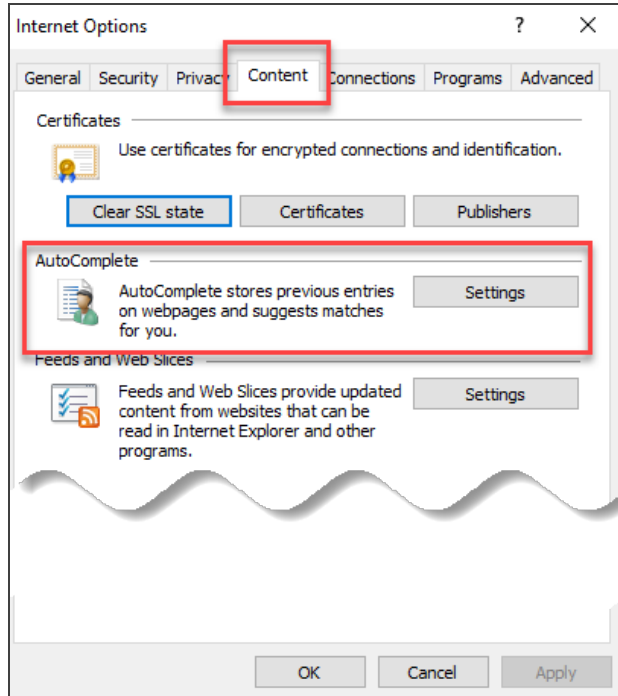 Internet Options ?
General Security Privacy Content Connections Programs Advanced
Certificates
Use certificates for encrypted connections and identification.
Clear SSL state Certificates Publishers
AutoComplete
AutoComplete stores previous entries
on webpages and suggests matches
for you.
Settings
Feeds and Web Slices
Feeds and Web Slices provide updated
content from websites that can be
read in Internet Explorer and other
programs.
Settings
OK Cancel Apply